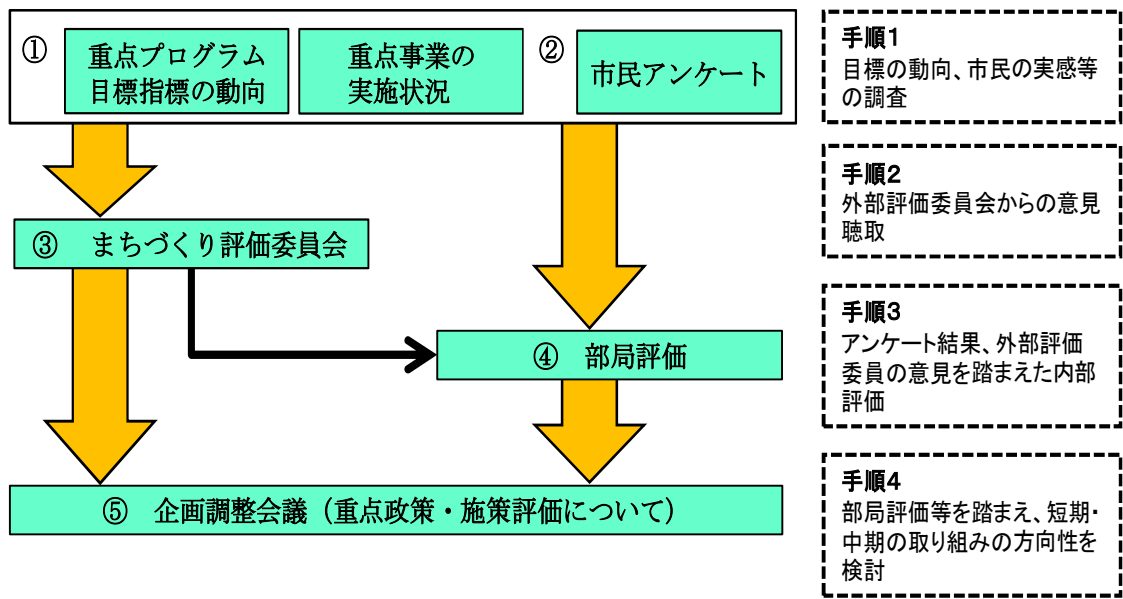 ①
重点プログラム
目標指標の動向
重点事業の
実施状況
②
市民アンケート
手順1
目標の動向、市民の実感等
の調査
手順2
外部評価委員会からの意見
聴取
③ まちづくり評価委員会
手順3
アンケート結果、外部評価
委員の意見を踏まえた内部
評価
④ 部局評価
手順4
部局評価等を踏まえ、短期・
中期の取り組みの方向性を
検討
⑤ 企画調整会議（重点政策・施策評価について）